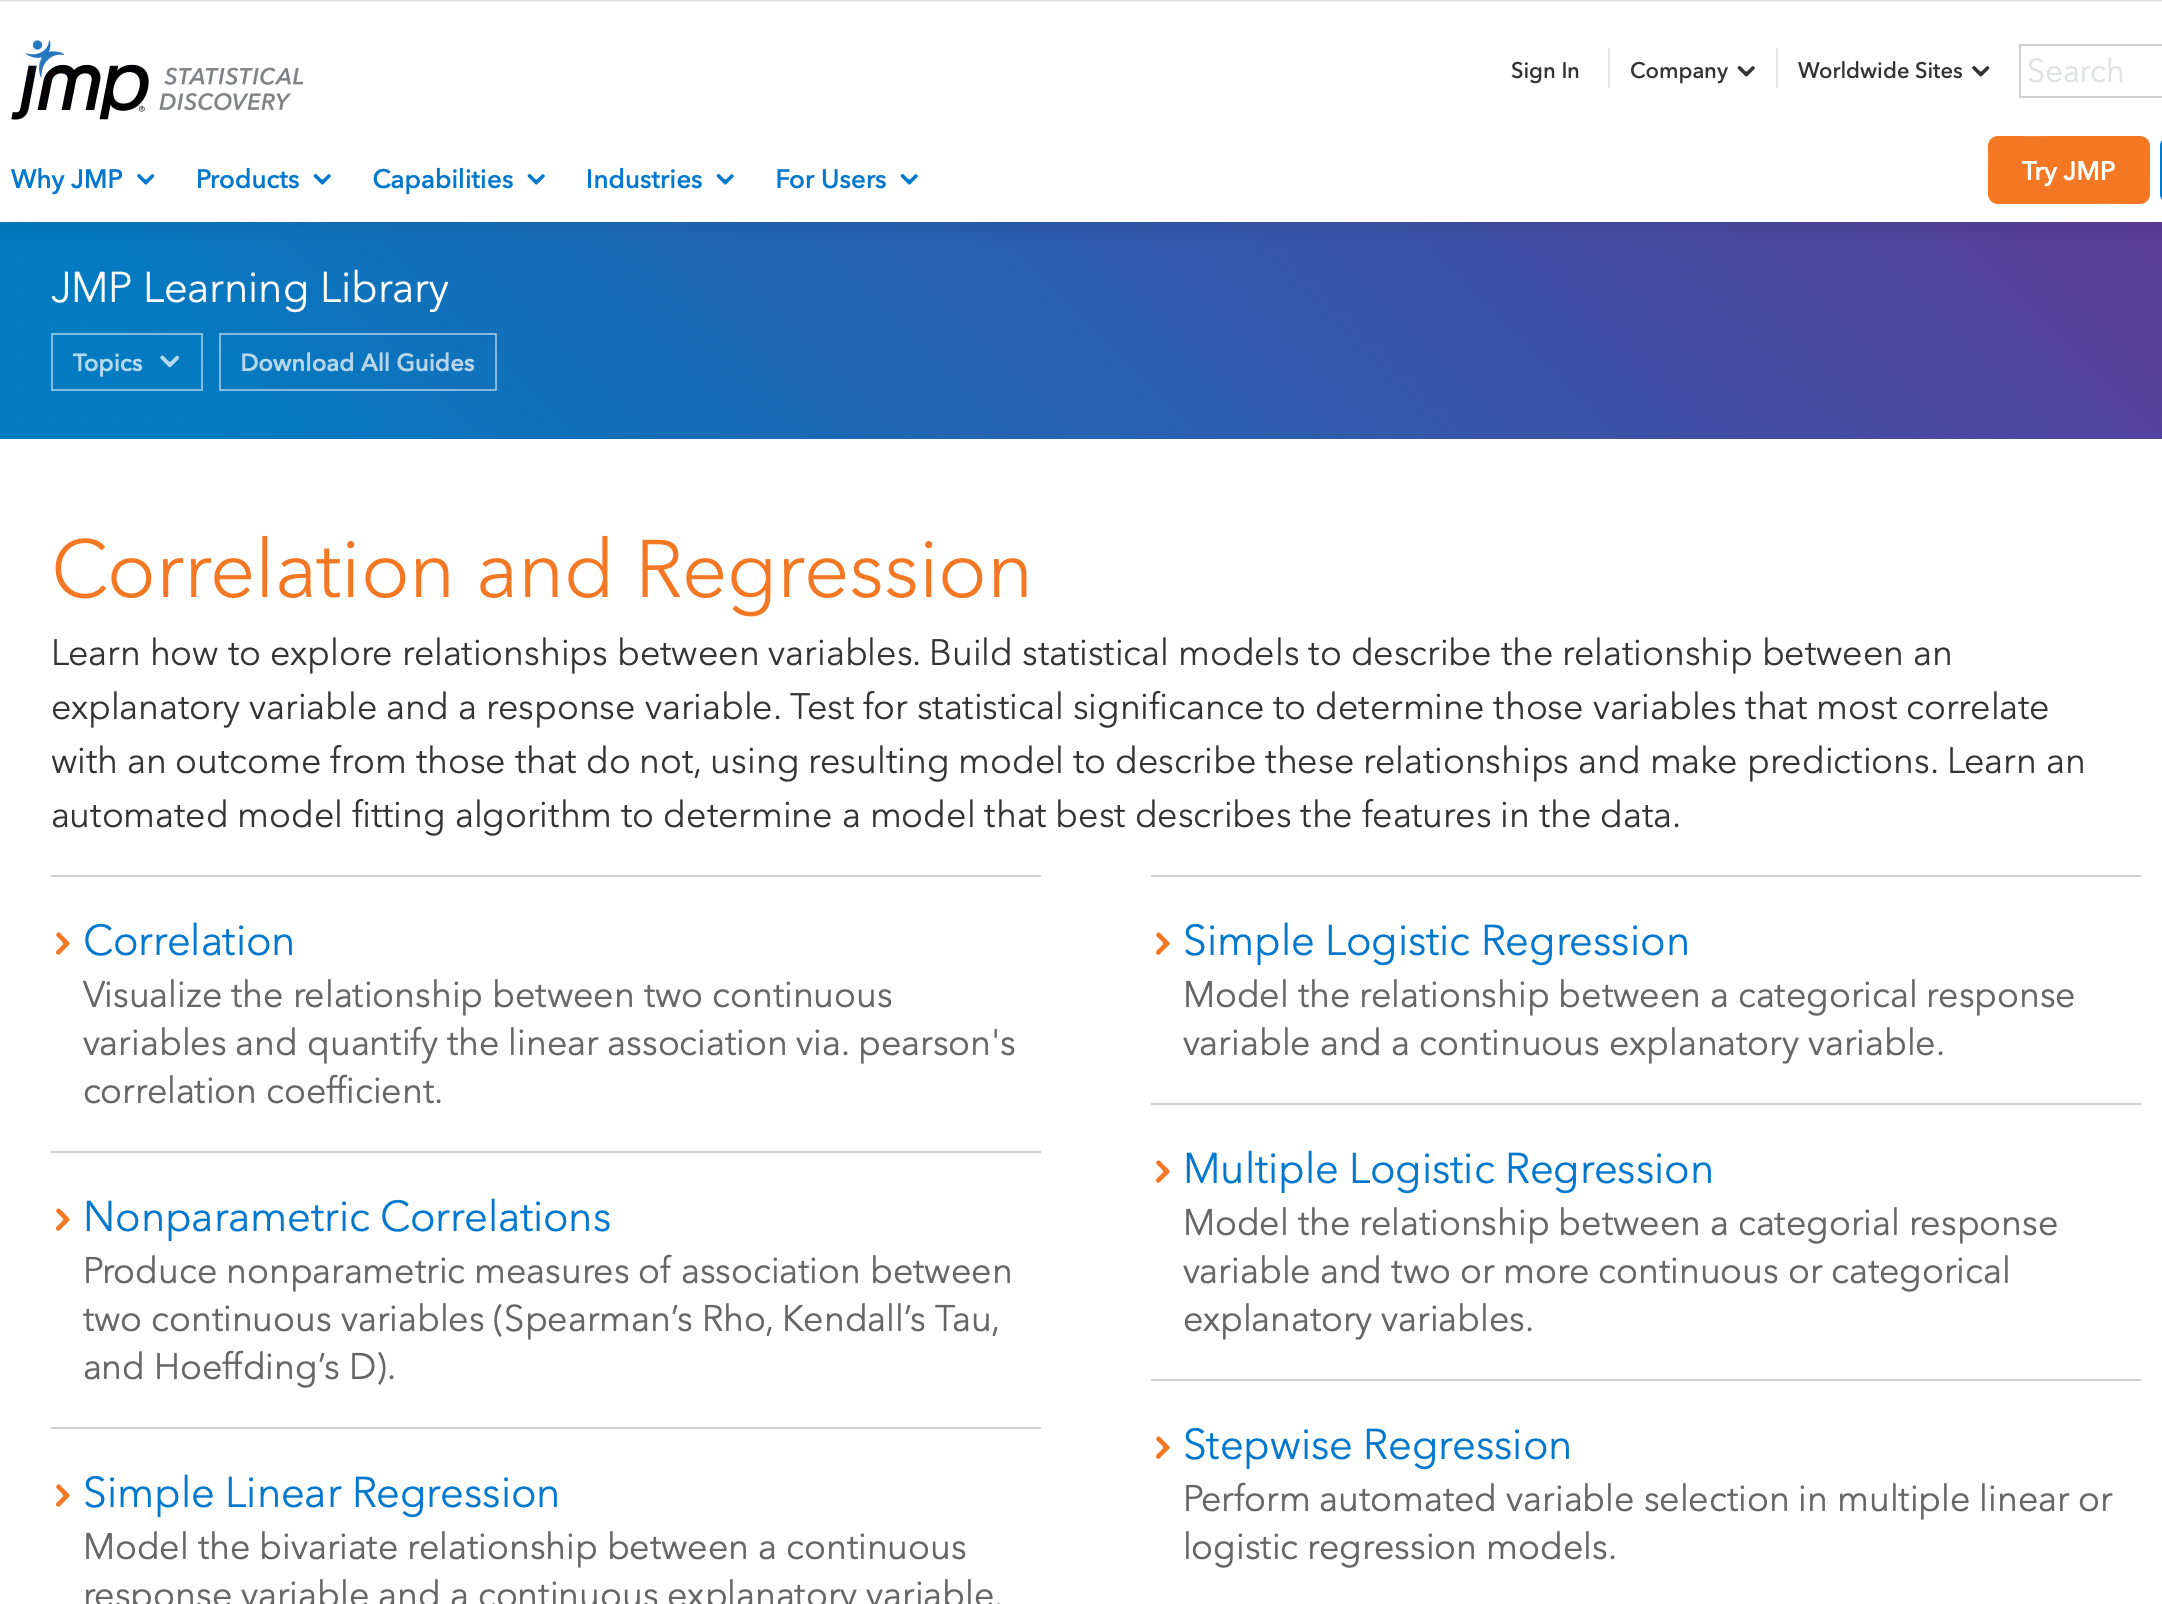 jmp STATISTICAL
DISCOVERY
Sign In
Company
Worldwide Sites
Search
Why JMP
Products
Capabilities
Industries
For Users
Try JMP
JMP Learning Library
Topics
Download All Guides
Correlation and Regression
Learn how to explore relationships between variables. Build statistical models to describe the relationship between an
explanatory variable and a response variable. Test for statistical significance to determine those variables that most correlate
with an outcome from those that do not, using resulting model to describe these relationships and make predictions. Learn an
automated model fitting algorithm to determine a model that best describes the features in the data.
Correlation
Visualize the relationship between two continuous
variables and quantify the linear association via. pearson's
correlation coefficient.
Nonparametric Correlations
Produce nonparametric measures of association between
two continuous variables (Spearman’s Rho, Kendall’s Tau,
and Hoeffding’s D).
Simple Linear Regression
Model the bivariate relationship between a continuous
response variable and a continuous explanatory variable.
Simple Logistic Regression
Model the relationship between a categorical response
variable and a continuous explanatory variable.
Multiple Logistic Regression
Model the relationship between a categorial response
variable and two or more continuous or categorical
explanatory variables.
Stepwise Regression
Perform automated variable selection in multiple linear or
logistic regression models.